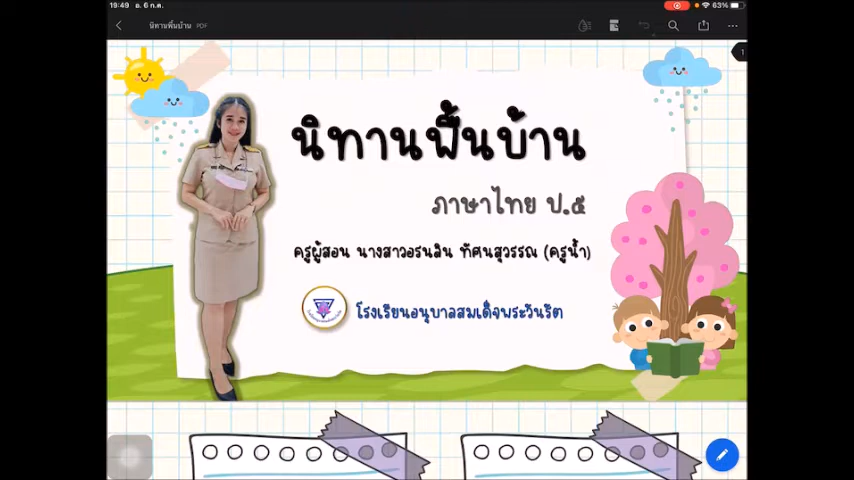 19:49 อ. 6 ก.ค.
63%
นิทานพื้นบ้าน PDF
1
นิทานพื้นบ้าน
ภาษาไทย ป.๕
ครูผู้สอน นางสาวอรนลิน ทัศนสุวรรณ (ครูน้ำ)
โรงเรียนอนุบาลสมเด็จพระวันรัต